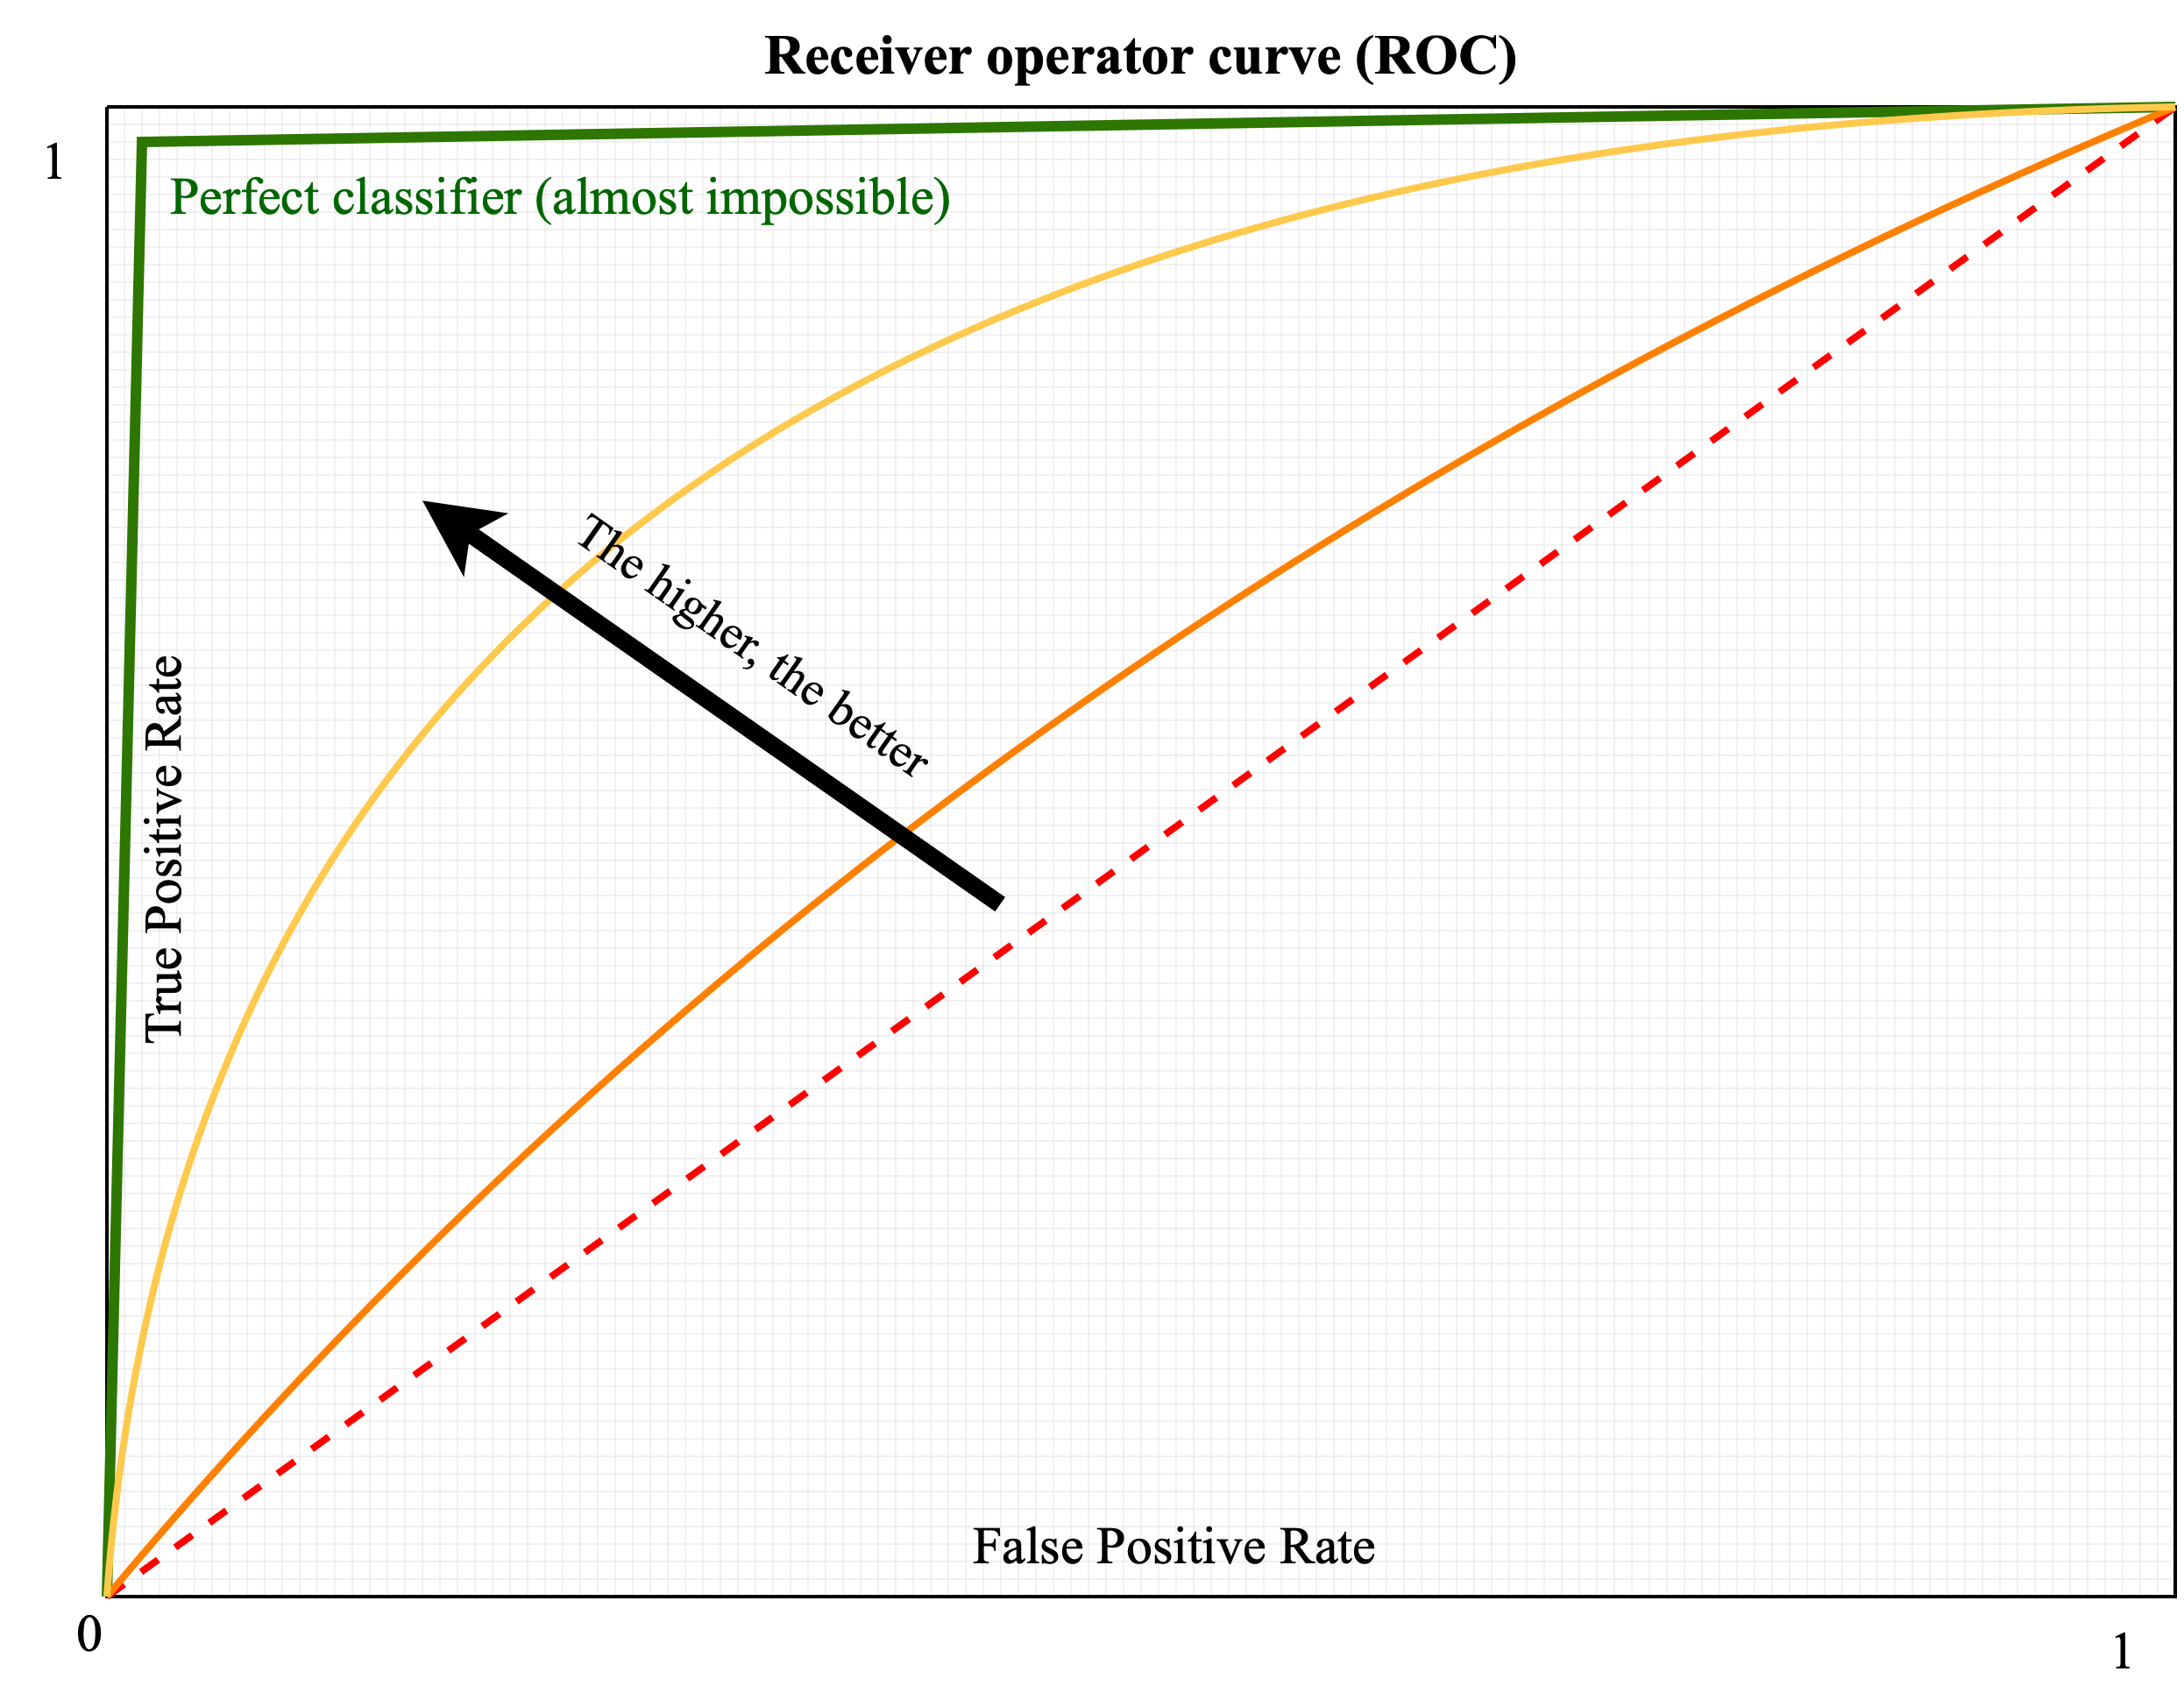 Receiver operator curve (ROC)
1
Perfect classifier (almost impossible)
The higher, the better
True Positive Rate
False Positive Rate
0
1